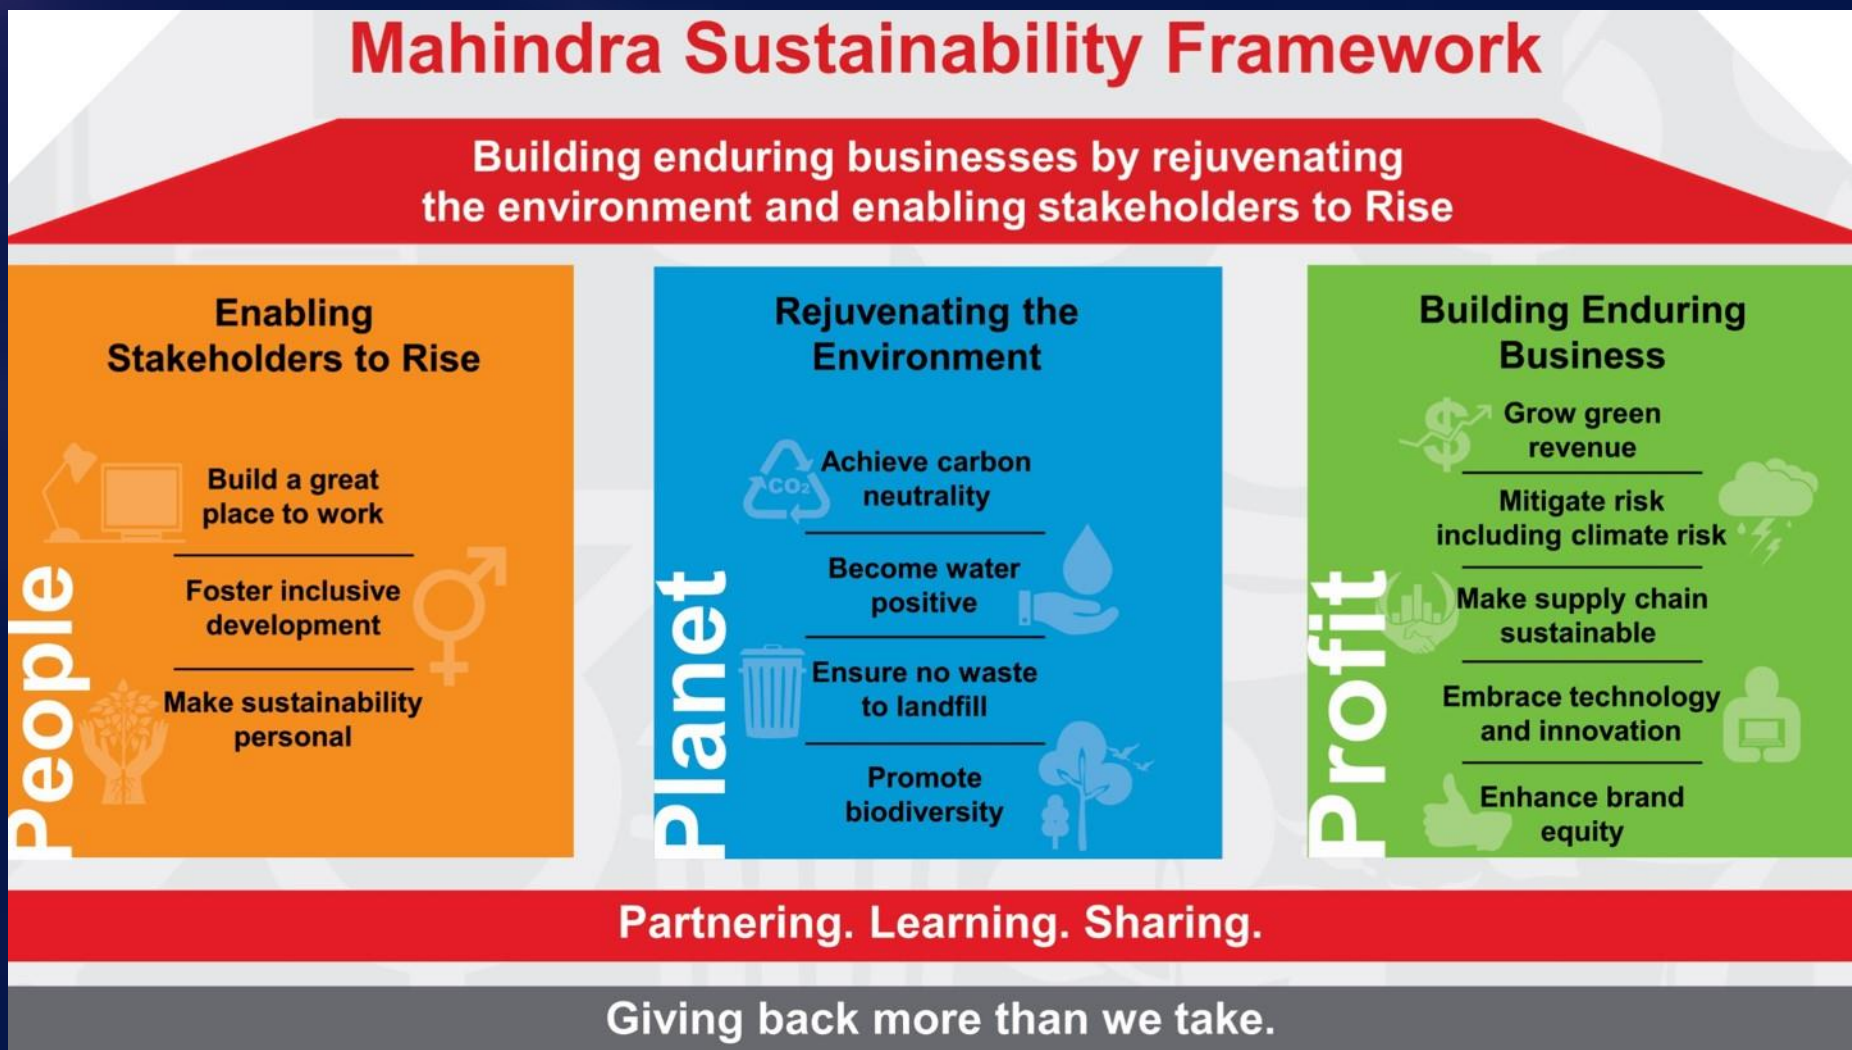 Mahindra Sustainability Framework
Building enduring businesses by rejuvenating
the environment and enabling stakeholders to Rise
People
Enabling
Stakeholders to Rise
Build a great
place to work
Foster inclusive
development
Make sustainability
personal
Planet
Rejuvenating the
Environment
CO₂
Achieve carbon
neutrality
Become water
positive
Ensure no waste
to landfill
Promote
biodiversity
Profit
Building Enduring
Business
Grow green
revenue
Mitigate risk
including climate risk
Make supply chain
sustainable
Embrace technology
and innovation
Enhance brand
equity
Partnering. Learning. Sharing.
Giving back more than we take.